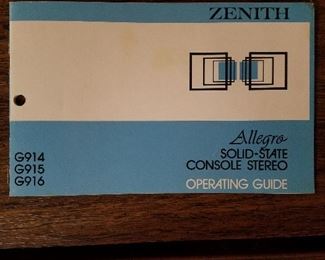 ZENITH
Allegro
SOLID-STATE
CONSOLE STEREO
OPERATING GUIDE
G914
G915
G916